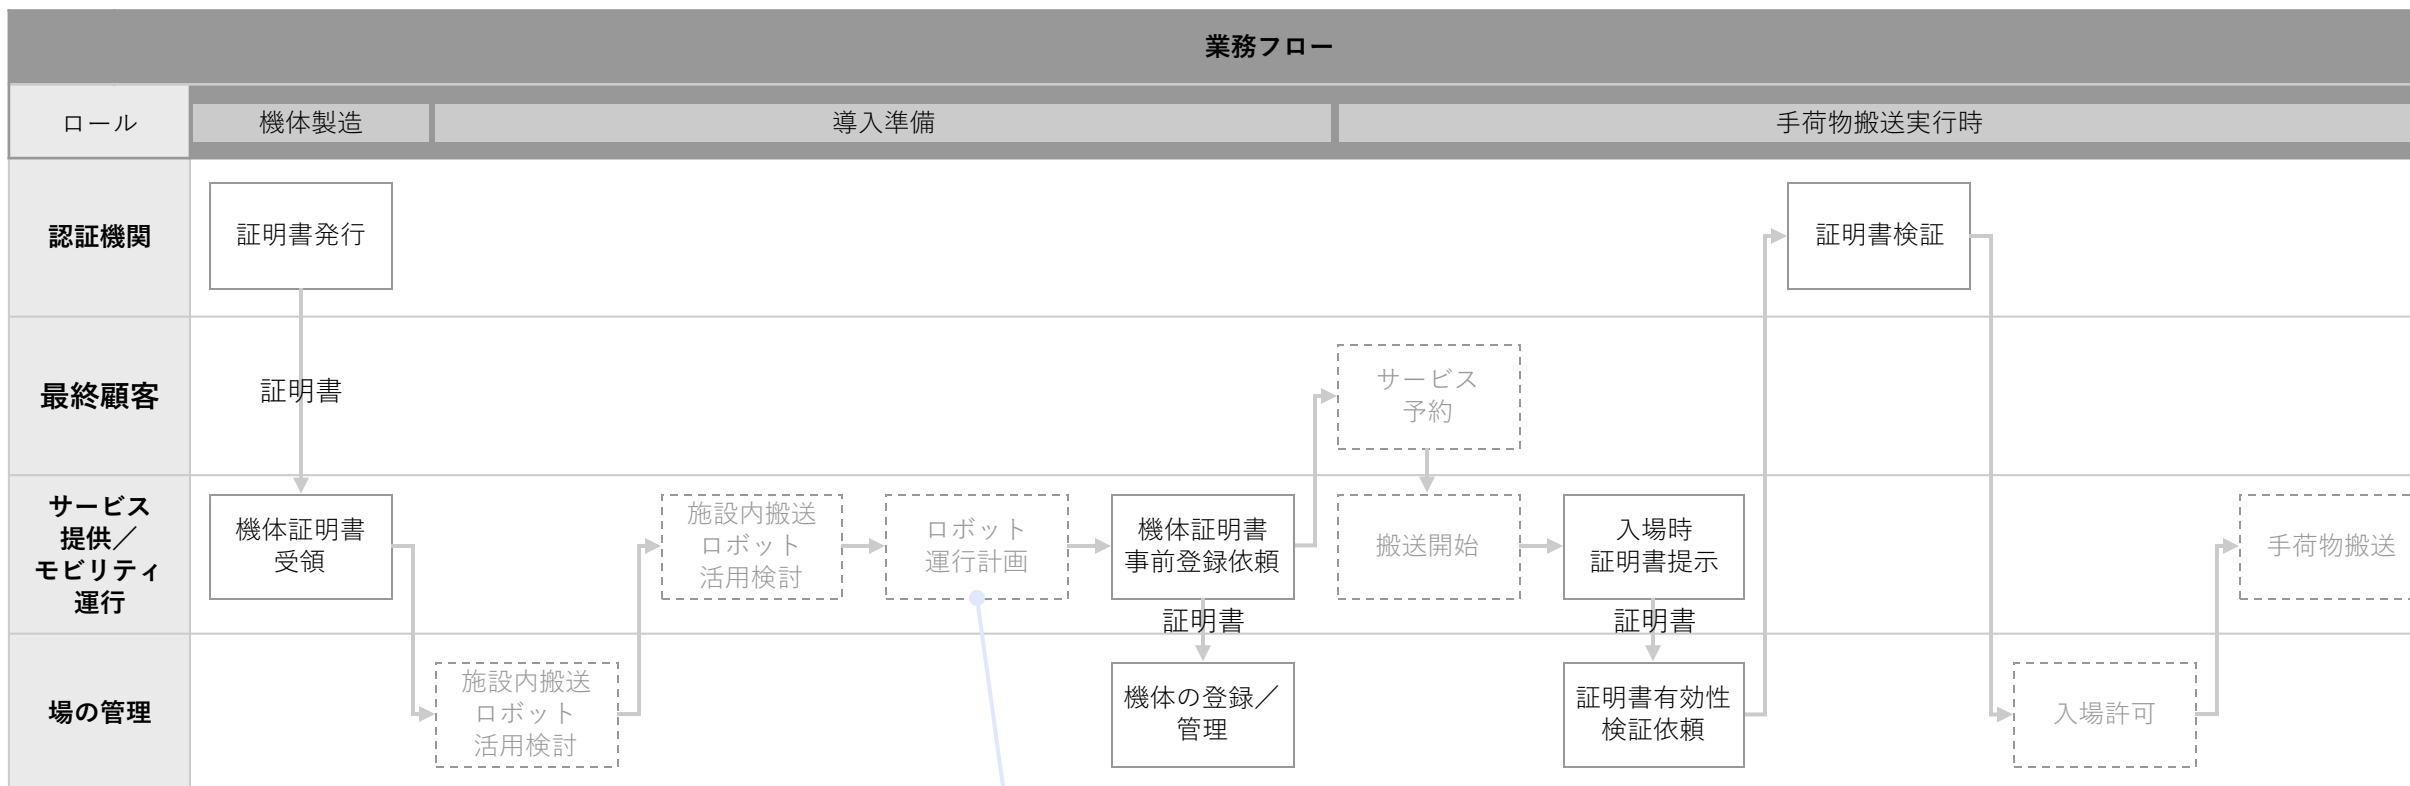 業務フロー
ロール
機体製造
導入準備
手荷物搬送実行時
認証機関
証明書発行
証明書検証
最終顧客
証明書
サービス
予約
サービス
提供／
モビリティ
運行
機体証明書
受領
施設内搬送
ロボット
活用検討
ロボット
運行計画
機体証明書
事前登録依頼
搬送開始
入場時
証明書提示
手荷物搬送
証明書
証明書
場の管理
施設内搬送
ロボット
活用検討
機体の登録／
管理
証明書有効性
検証依頼
入場許可